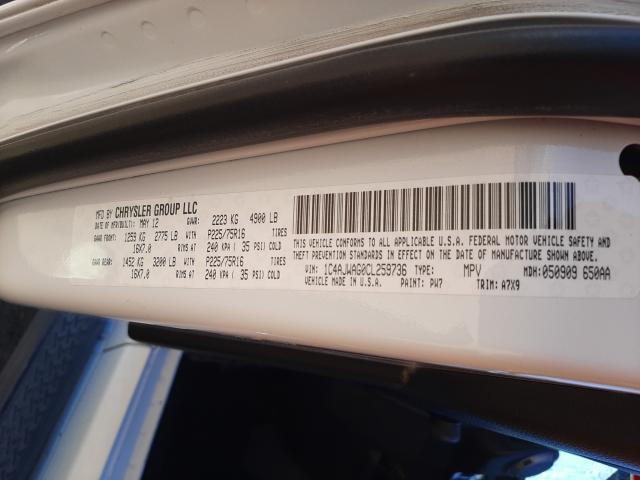 MFD BY CHRYSLER GROUP LLC
DATE OF MFR/BUILT: MAY 12 GVWR: 2223 KG 4900 LB
GAWR FRONT: 1259 KG 2775 LB WITH P225/75R16 TIRES
16X7.0 RIMS AT 240 KPA ( 35 PSI) COLD
GAWR REAR: 1452 KG 3200 LB WITH P225/75R16 TIRES
16X7.0 RIMS AT 240 KPA ( 35 PSI) COLD
THIS VEHICLE CONFORMS TO ALL APPLICABLE U.S.A. FEDERAL MOTOR VEHICLE SAFETY AND
THEFT PREVENTION STANDARDS IN EFFECT ON THE DATE OF MANUFACTURE SHOWN ABOVE.
VIN: 1C4AJWAG0CL259736 TYPE: MPV MDH: 050909 650AA
VEHICLE MADE IN U.S.A. PAINT: PW7 TRIM: A7X9